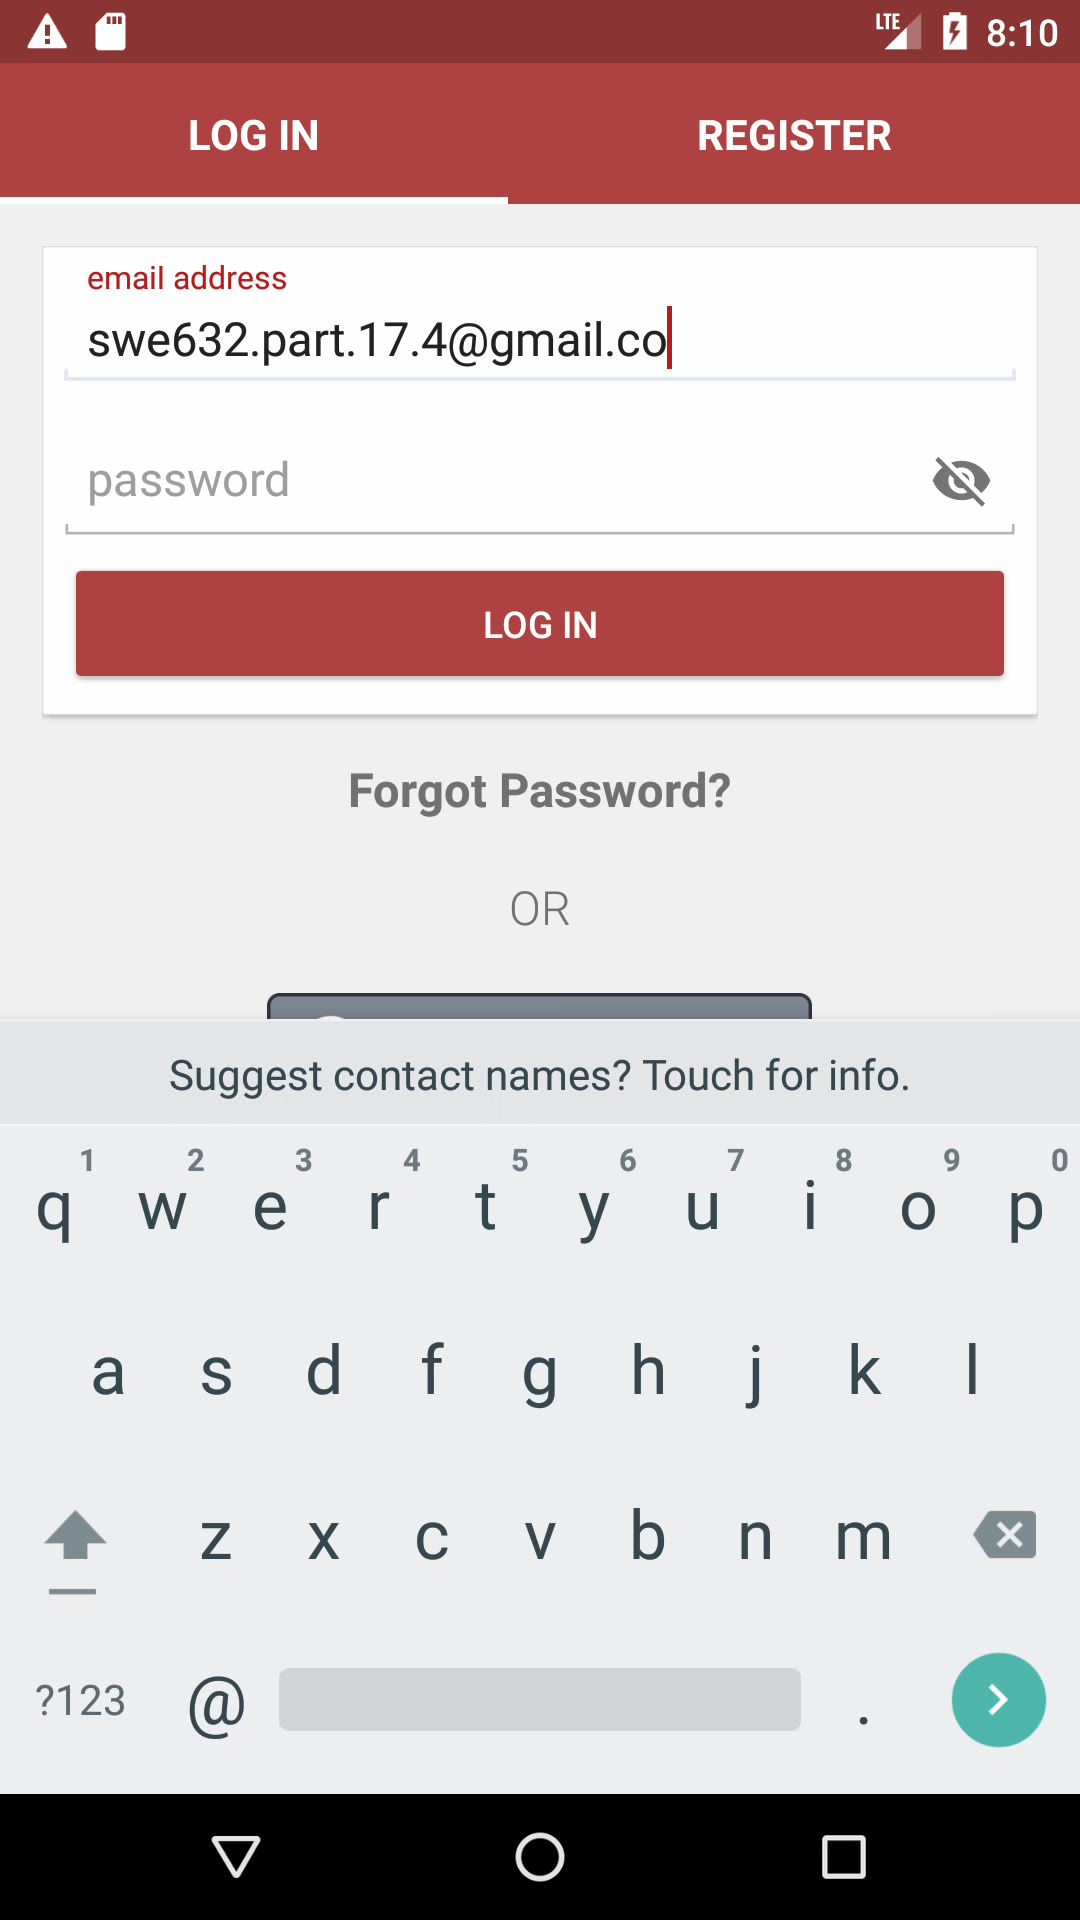 LTE 8:10
LOG IN REGISTER
email address
swe632.part.17.4@gmail.co
password
LOG IN
Forgot Password?
OR
Suggest contact names? Touch for info.
1 2 3 4 5 6 7 8 9 0
q w e r t y u i o p
a s d f g h j k l
z x c v b n m
?123 @ .